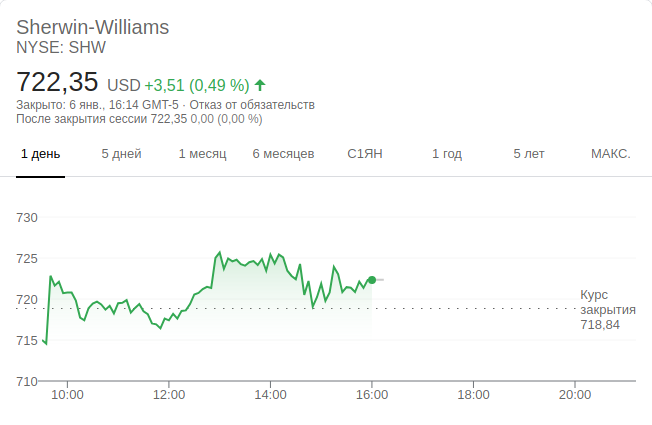 Sherwin-Williams
NYSE: SHW
722,35 USD +3,51 (0,49 %)
Закрыто: 6 янв., 16:14 GMT-5 · Отказ от обязательств
После закрытия сессии 722,35 0,00 (0,00 %)
1 день 5 дней 1 месяц 6 месяцев С1ЯН 1 год 5 лет МАКС.
730
725
720
715
710
Курс
закрытия
718,84
10:00 12:00 14:00 16:00 18:00 20:00